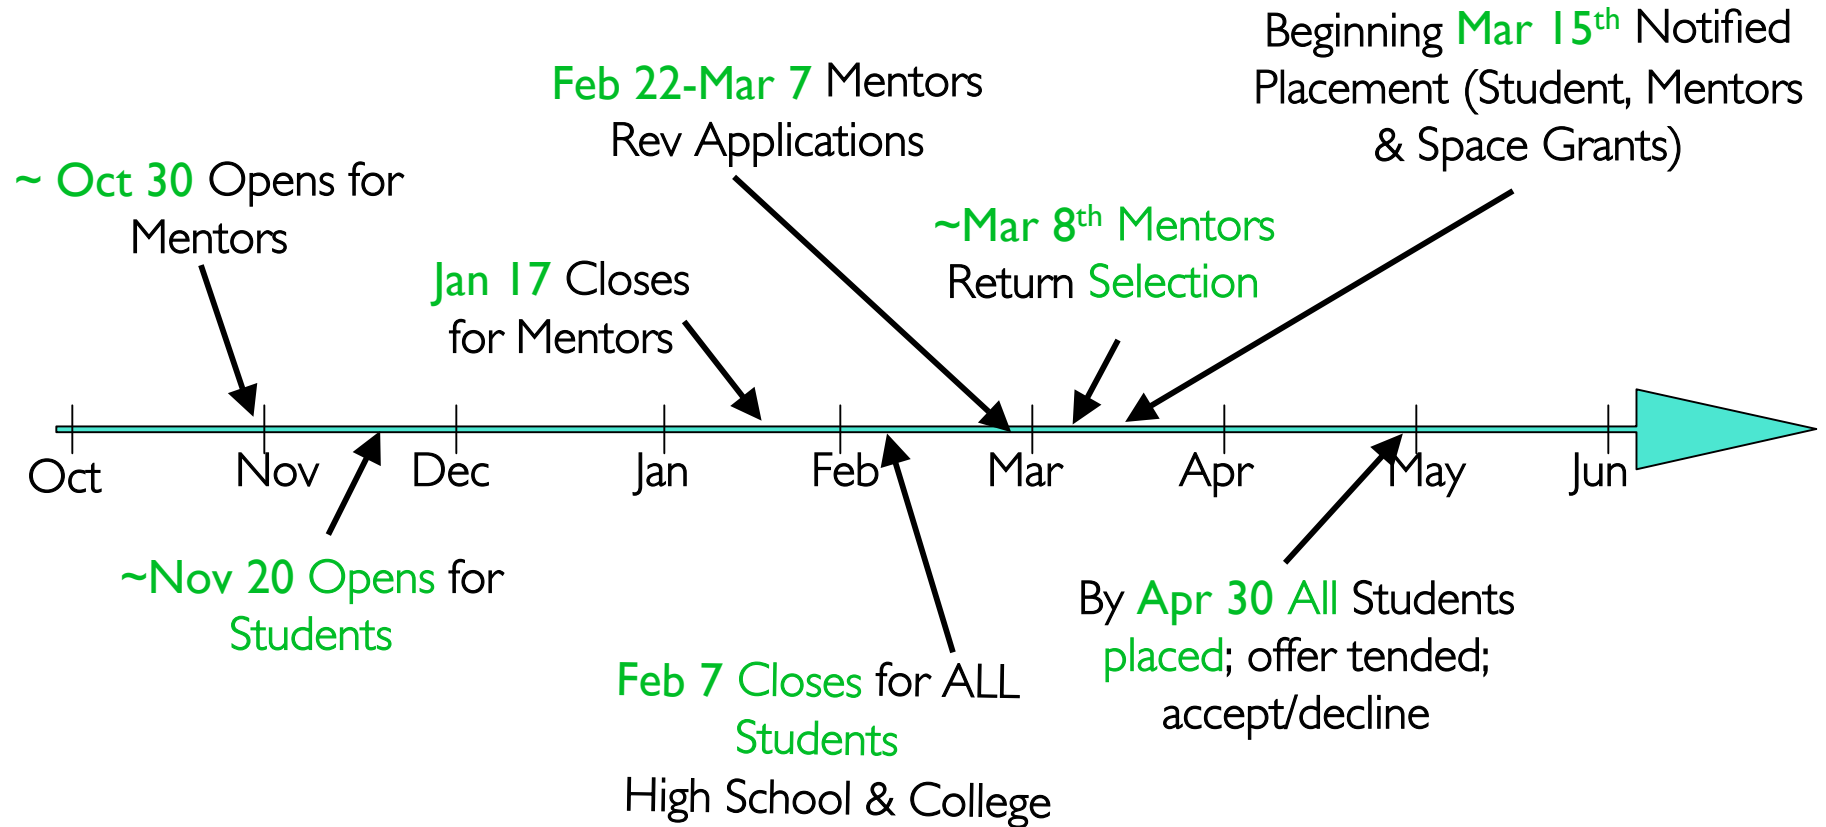 Beginning Mar 15th Notified
Placement (Student, Mentors
& Space Grants)
Feb 22-Mar 7 Mentors
Rev Applications
~ Oct 30 Opens for
Mentors
~Mar 8th Mentors
Return Selection
Jan 17 Closes
for Mentors
Oct Nov Dec Jan Feb Mar Apr May Jun
~Nov 20 Opens for
Students
By Apr 30 All Students
placed; offer tended;
accept/decline
Feb 7 Closes for ALL
Students
High School & College